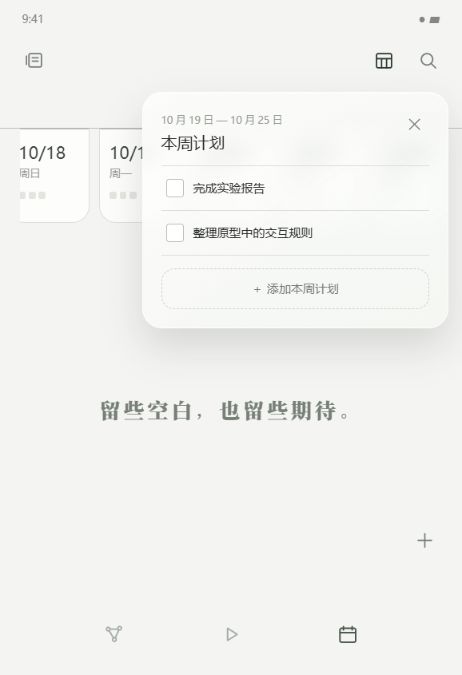 9:41
10/18
周日
10/1
周一
10 月 19 日 — 10 月 25 日
本周计划
完成实验报告
整理原型中的交互规则
+ 添加本周计划
留些空白，也留些期待。